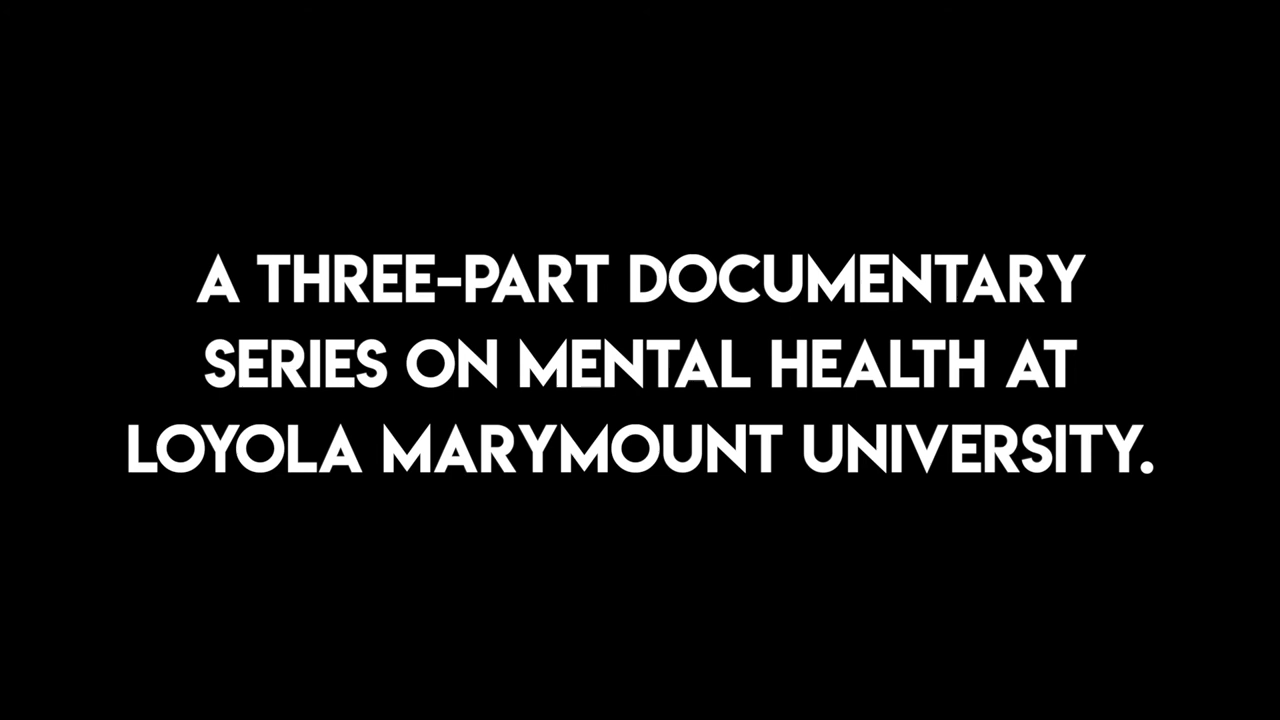 A THREE-PART DOCUMENTARY
SERIES ON MENTAL HEALTH AT
LOYOLA MARYMOUNT UNIVERSITY.